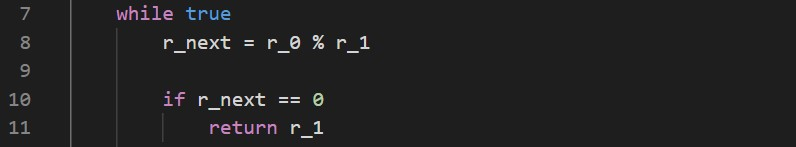 7 while true
8 r_next = r_0 % r_1
9
10 if r_next == 0
11 return r_1